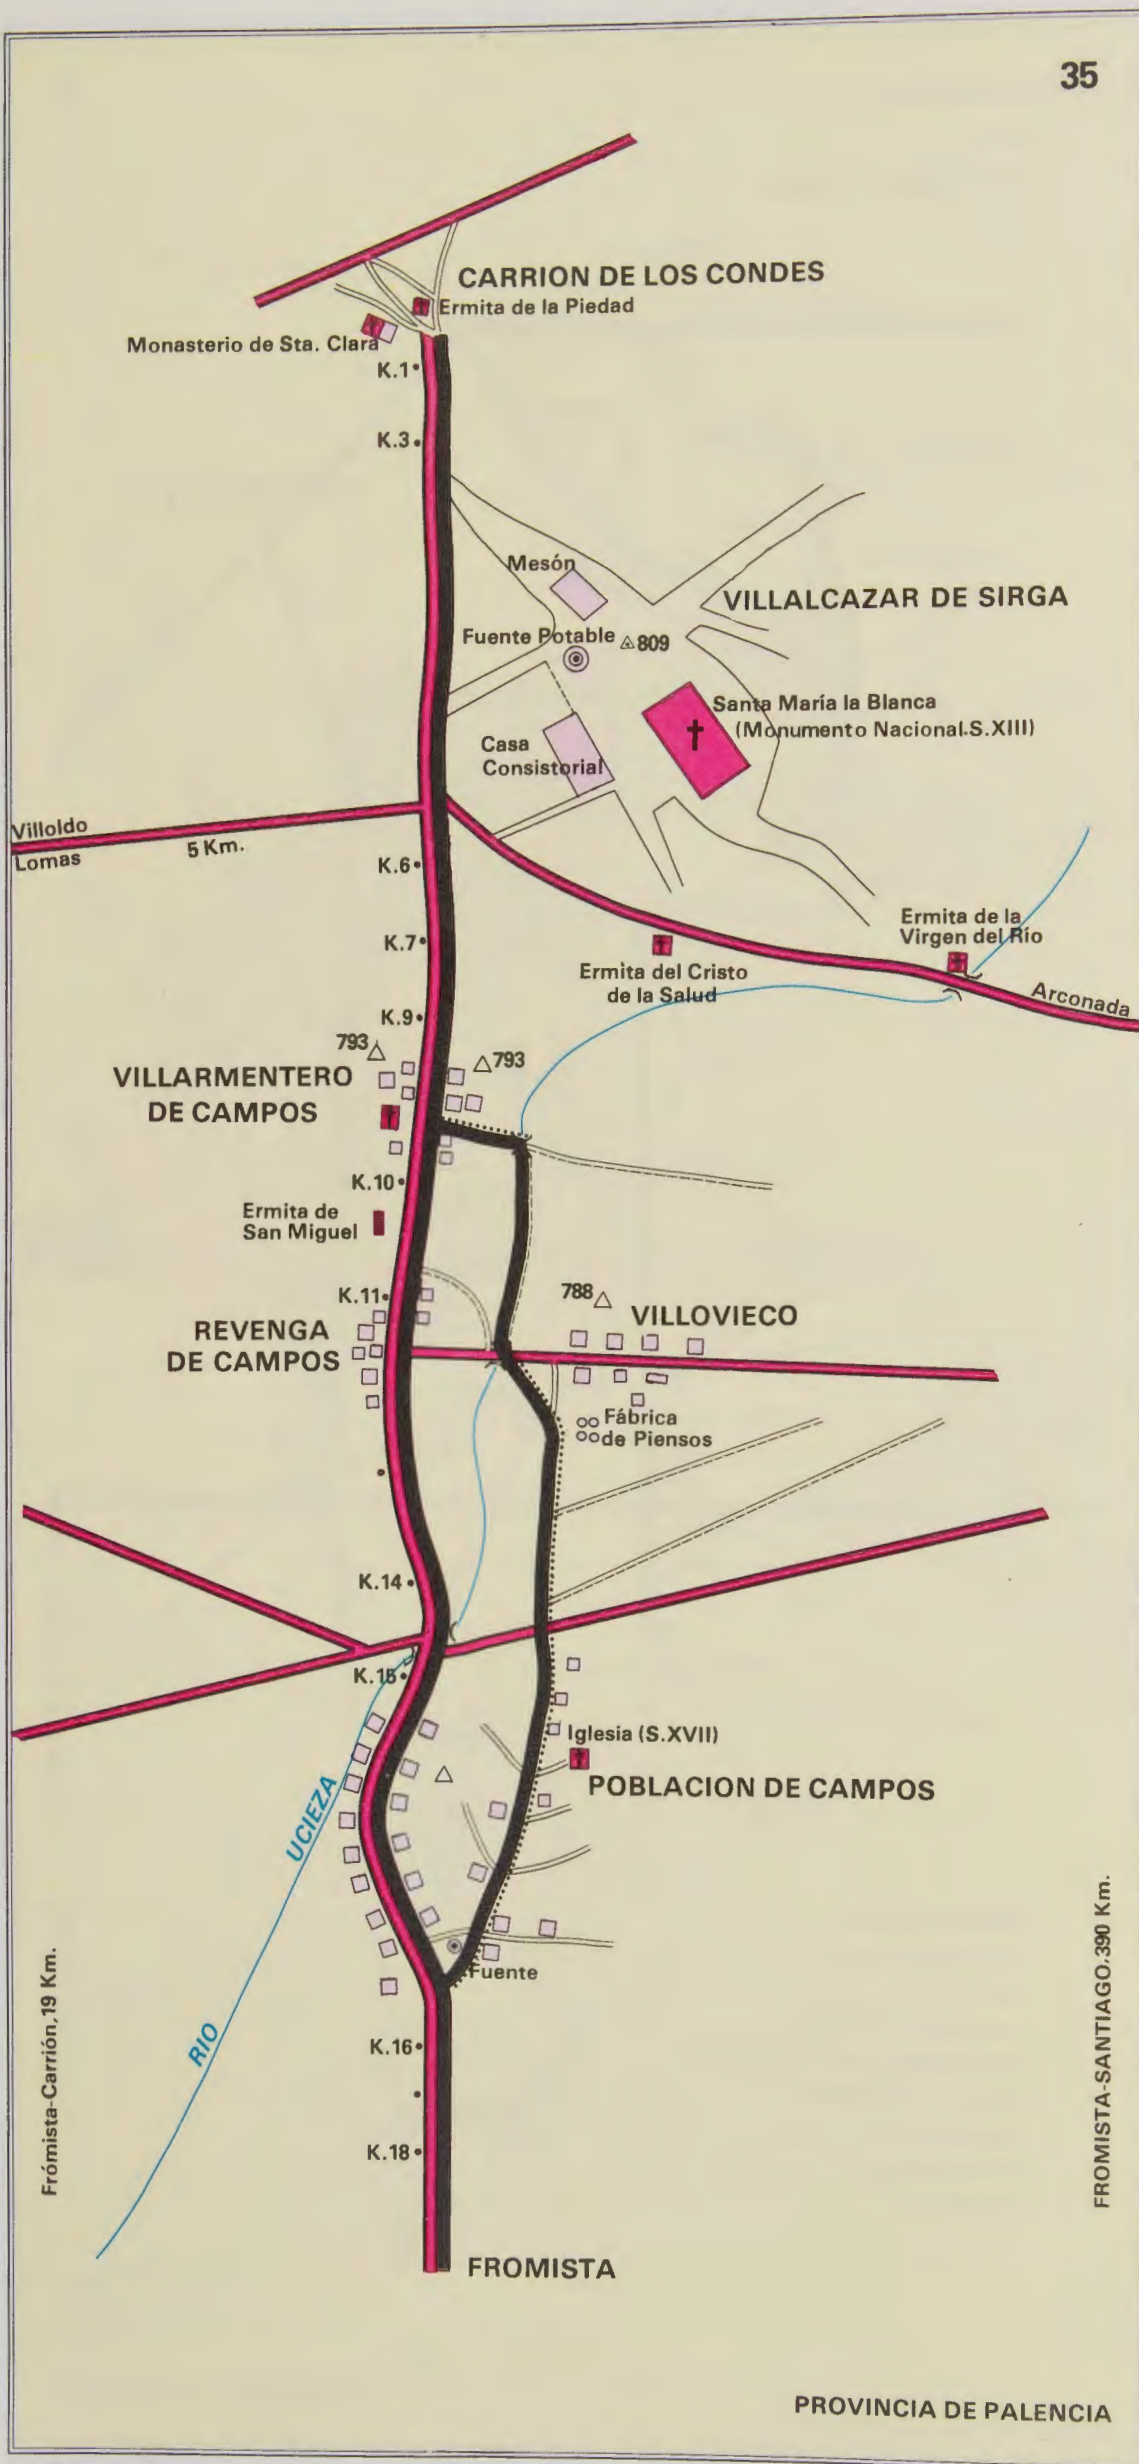 35
CARRION DE LOS CONDES
Ermita de la Piedad
Monasterio de Sta. Clara
K.1
K.3
Mesón
VILLALCAZAR DE SIRGA
Fuente Potable
809
Santa María la Blanca
(Monumento Nacional.S.XIII)
Casa
Consistorial
Villoldo
Lomas
5 Km.
K.6
Ermita de la
Virgen del Río
K.7
Ermita del Cristo
de la Salud
Arconada
K.9
793
793
VILLARMENTERO
DE CAMPOS
K.10
Ermita de
San Miguel
K.11
788
VILLOVIECO
REVENGA
DE CAMPOS
Fábrica
de Piensos
K.14
K.15
Iglesia (S.XVII)
POBLACION DE CAMPOS
RIO UCIEZA
Fuente
Frómista-Carrión,19 Km.
FROMISTA-SANTIAGO,390 Km.
K.16
K.18
FROMISTA
PROVINCIA DE PALENCIA